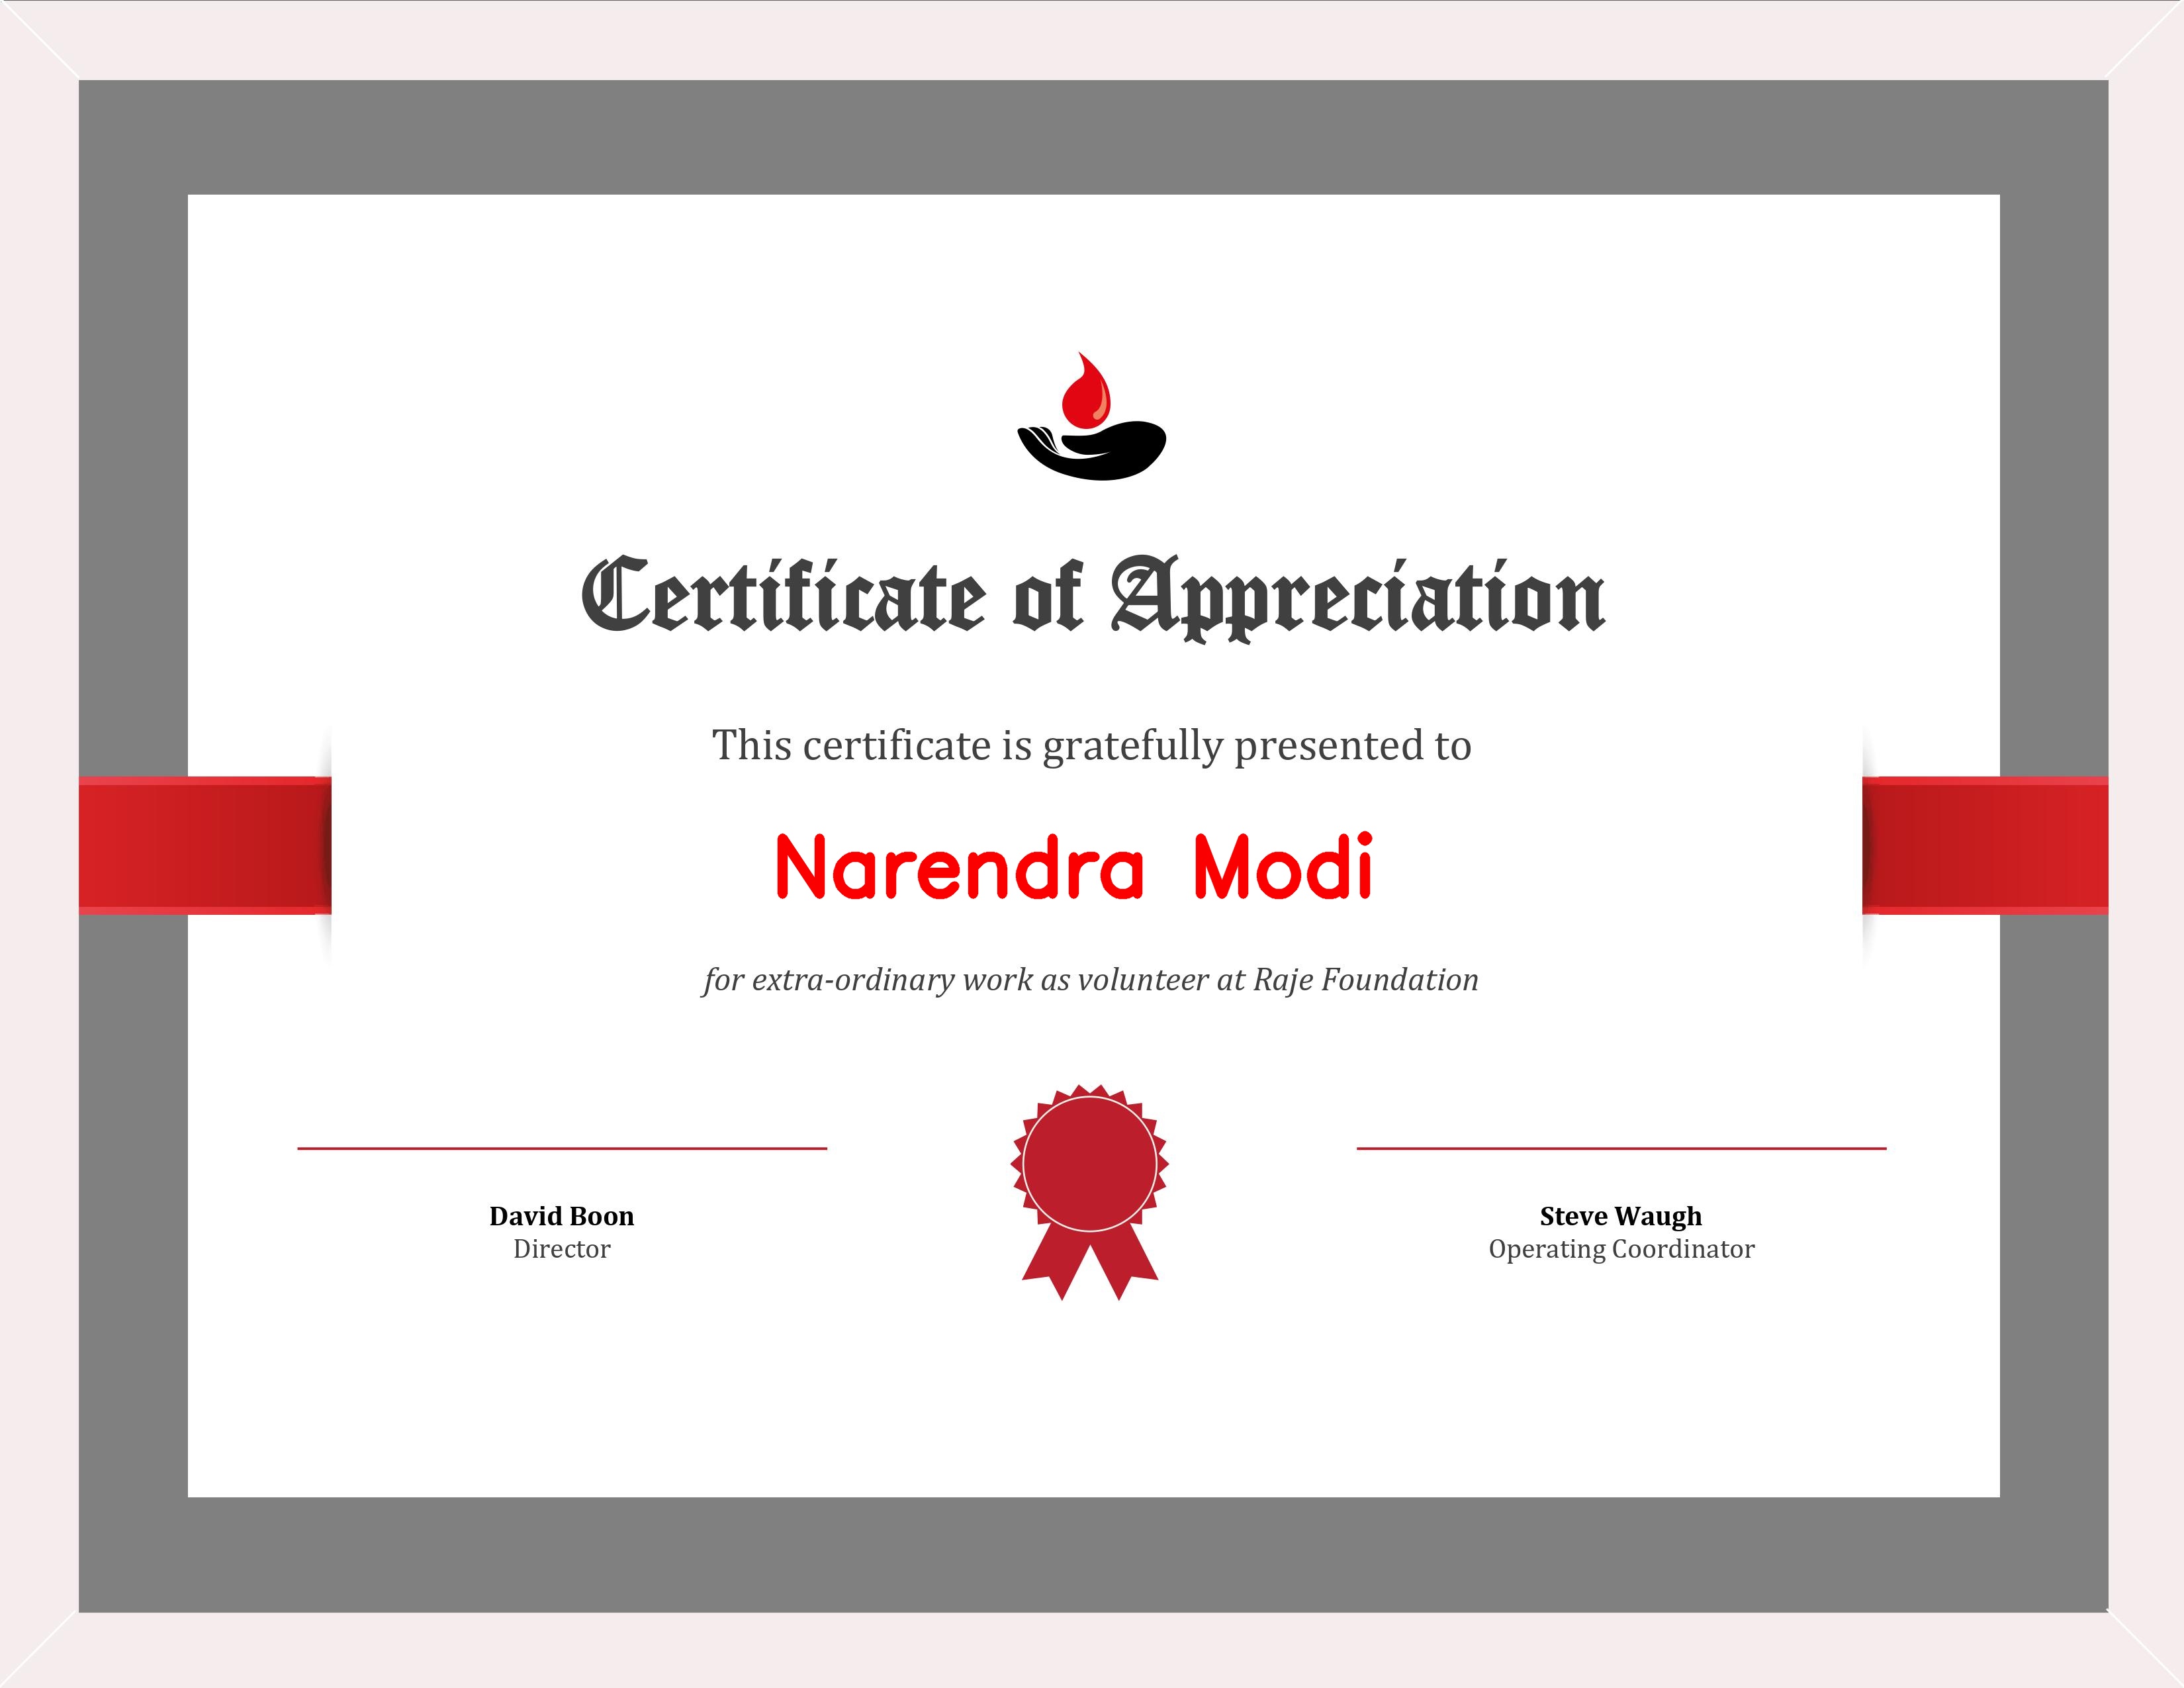 Certificate of Appreciation
This certificate is gratefully presented to
Narendra Modi
for extra-ordinary work as volunteer at Raje Foundation
David Boon
Director
Steve Waugh
Operating Coordinator